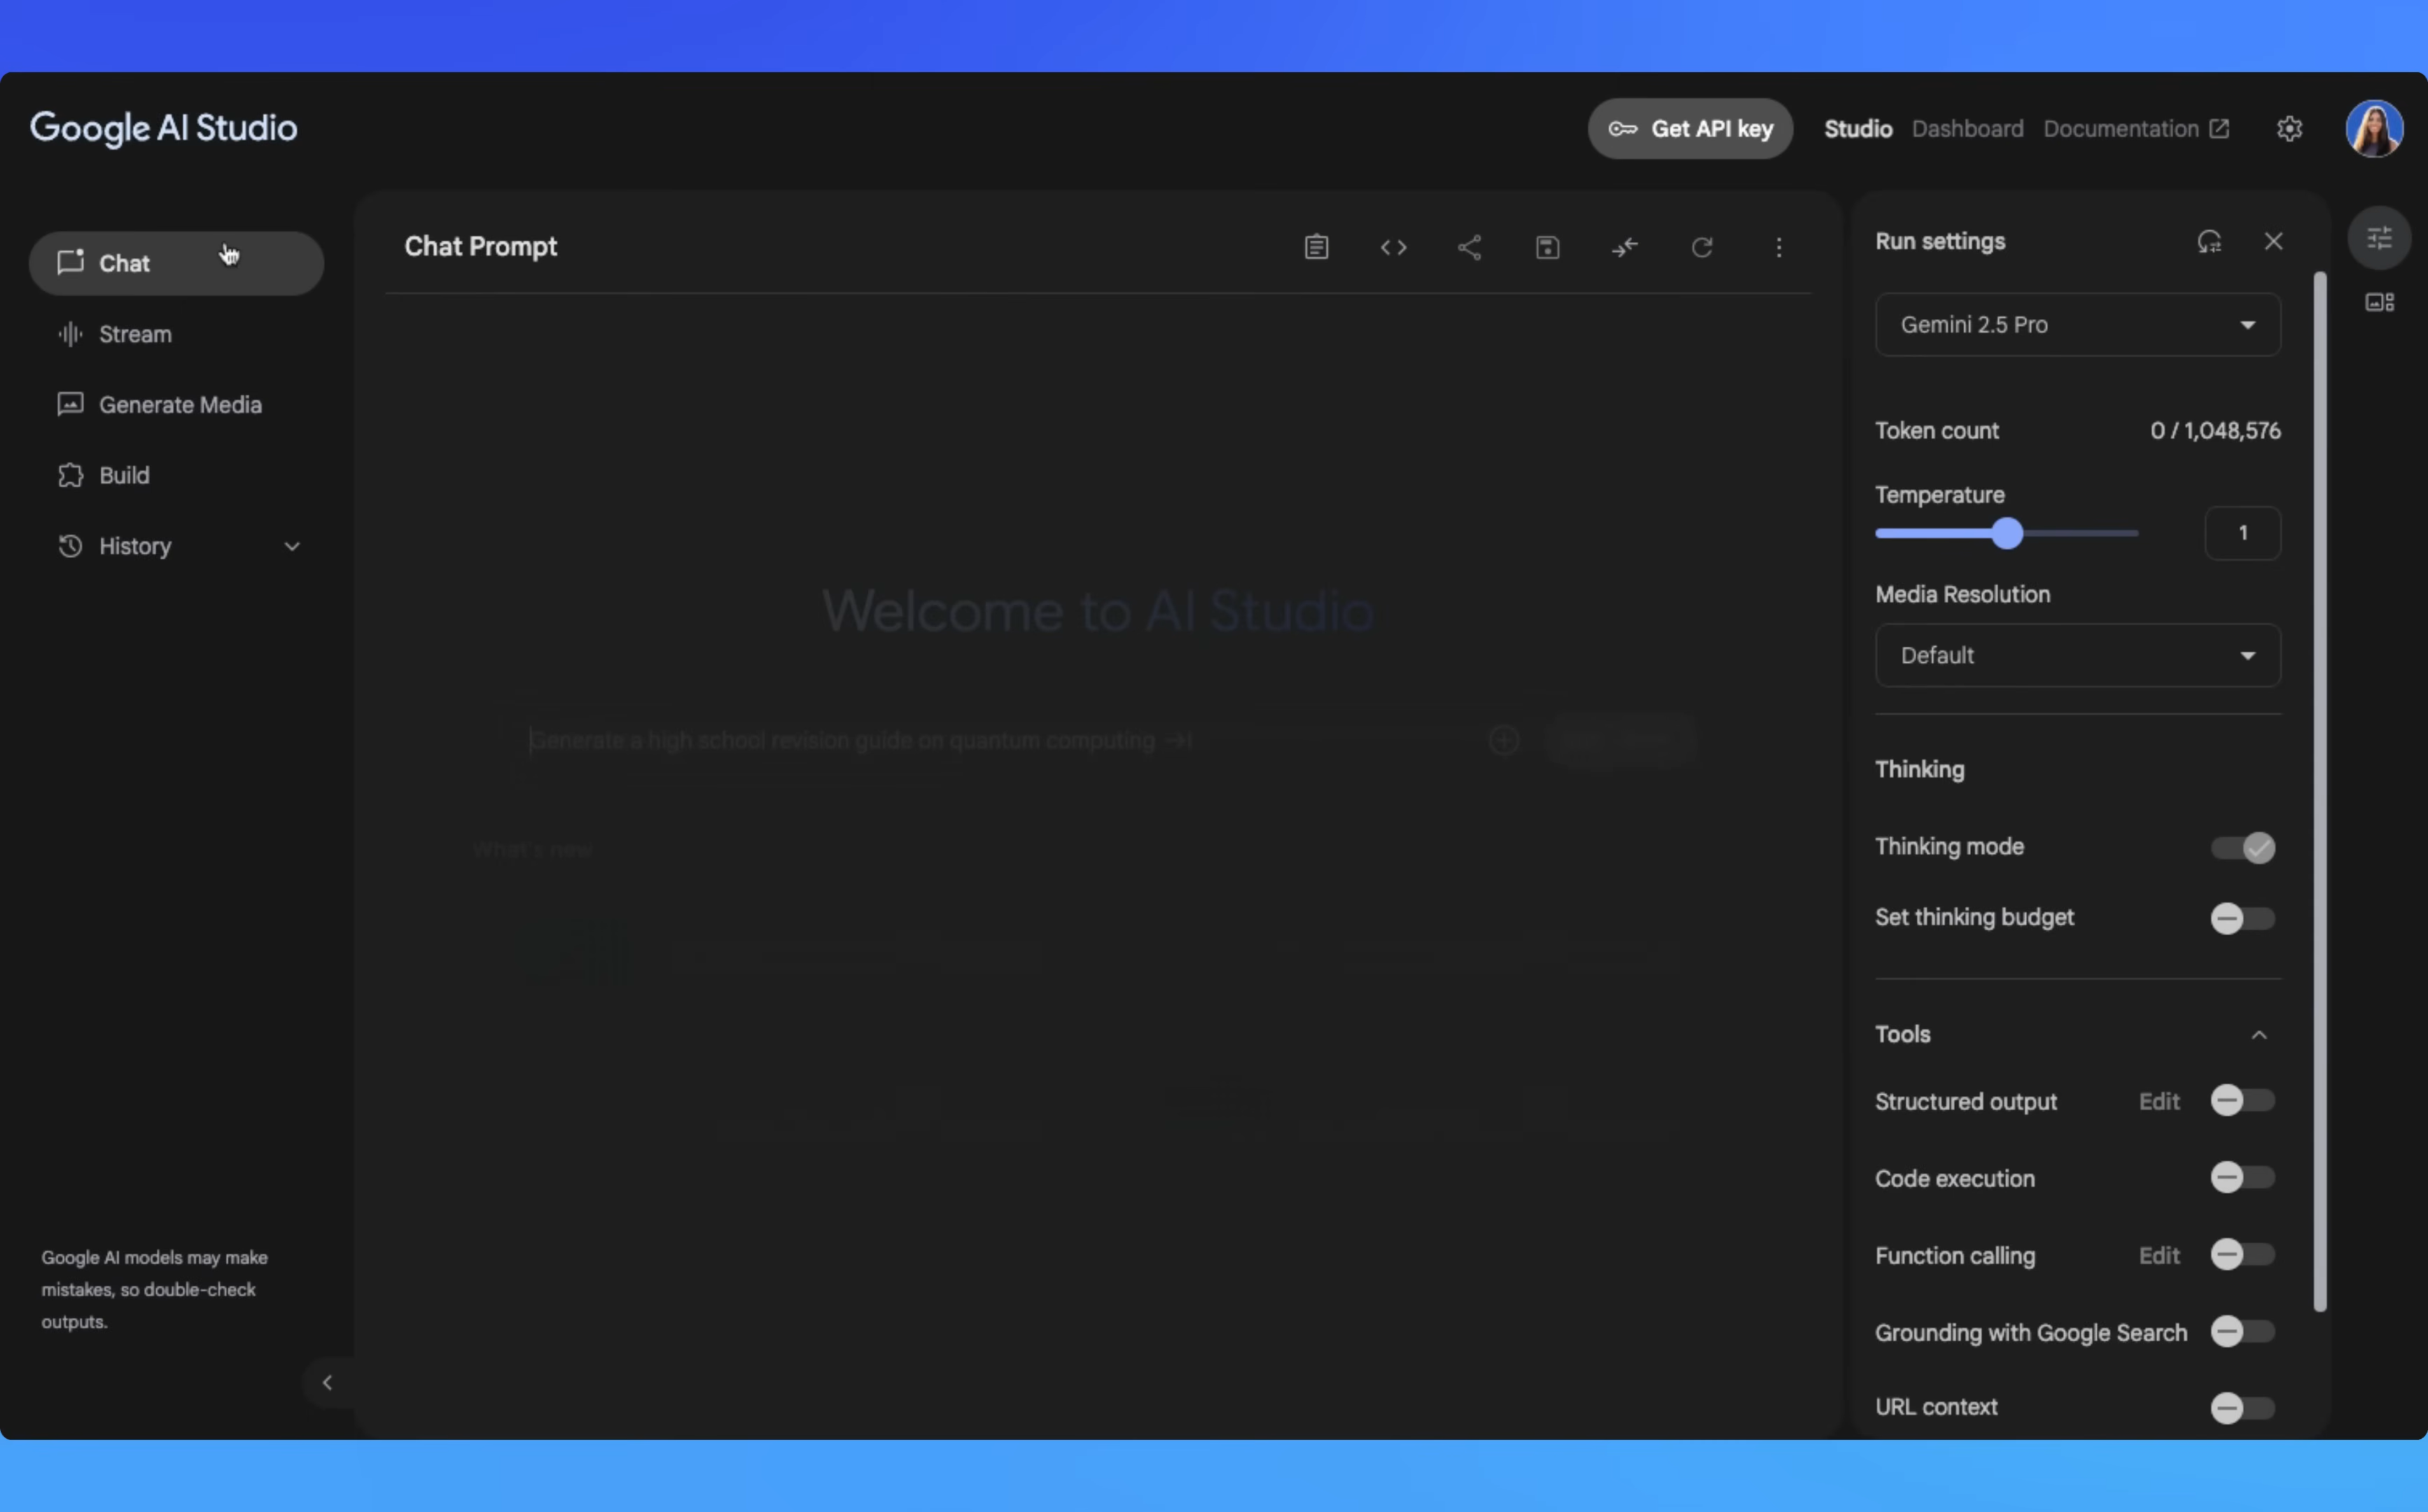 Google AI Studio
Get API key
Studio
Dashboard
Documentation
Chat
Stream
Generate Media
Build
History
Google AI models may make
mistakes, so double-check
outputs.
Chat Prompt
Welcome to AI Studio
Generate a high school revision guide on quantum computing
What's new
Run settings
Gemini 2.5 Pro
Token count 0 / 1,048,576
Temperature
1
Media Resolution
Default
Thinking
Thinking mode
Set thinking budget
Tools
Structured output Edit
Code execution
Function calling Edit
Grounding with Google Search
URL context